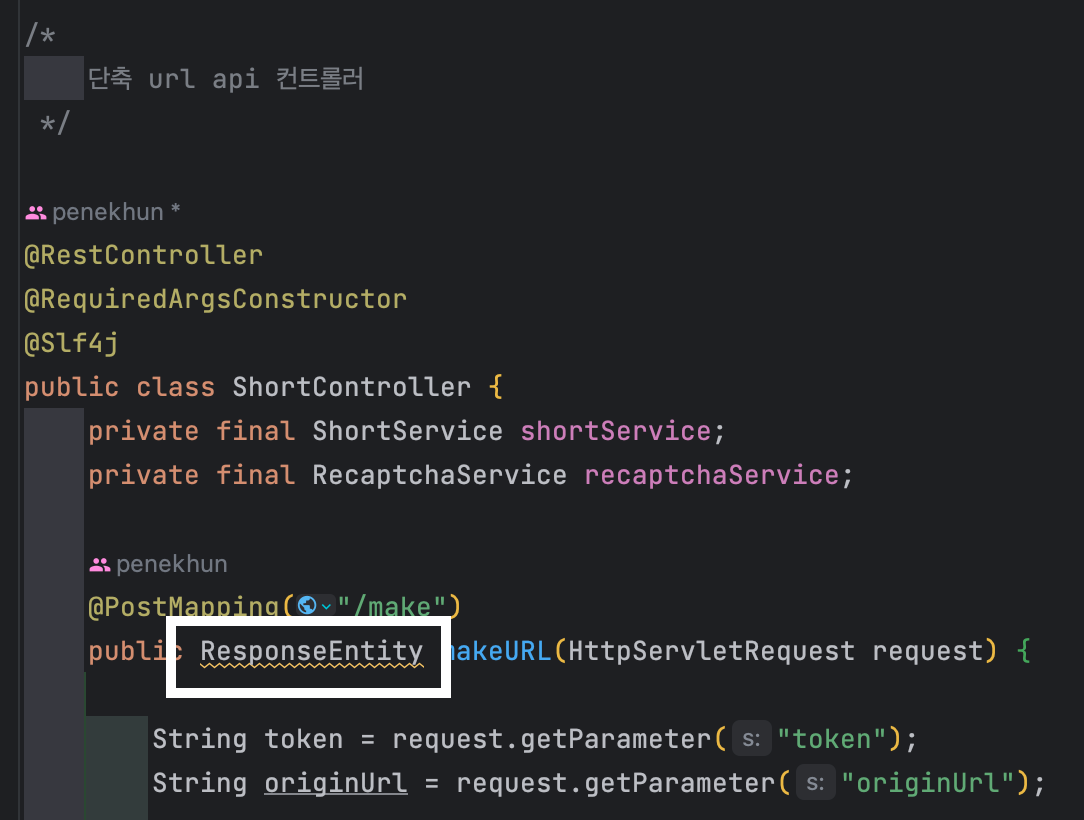 /*
단축 url api 컨트롤러
*/
penekhun *
@RestController
@RequiredArgsConstructor
@Slf4j
public class ShortController {
private final ShortService shortService;
private final RecaptchaService recaptchaService;
penekhun
@PostMapping("/make")
public ResponseEntity makeURL(HttpServletRequest request) {
String token = request.getParameter( s: "token");
String originUrl = request.getParameter( s: "originUrl");